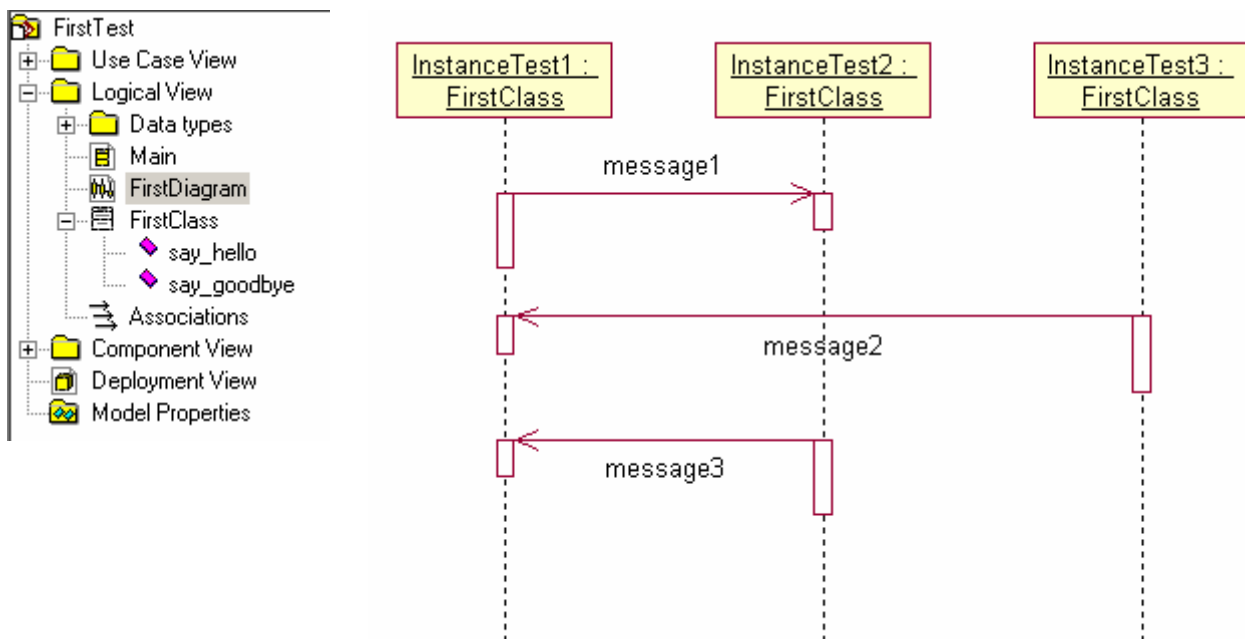 FirstTest
Use Case View
Logical View
Data types
Main
FirstDiagram
FirstClass
say_hello
say_goodbye
Associations
Component View
Deployment View
Model Properties
InstanceTest1 :
FirstClass
InstanceTest2 :
FirstClass
InstanceTest3 :
FirstClass
message1
message2
message3